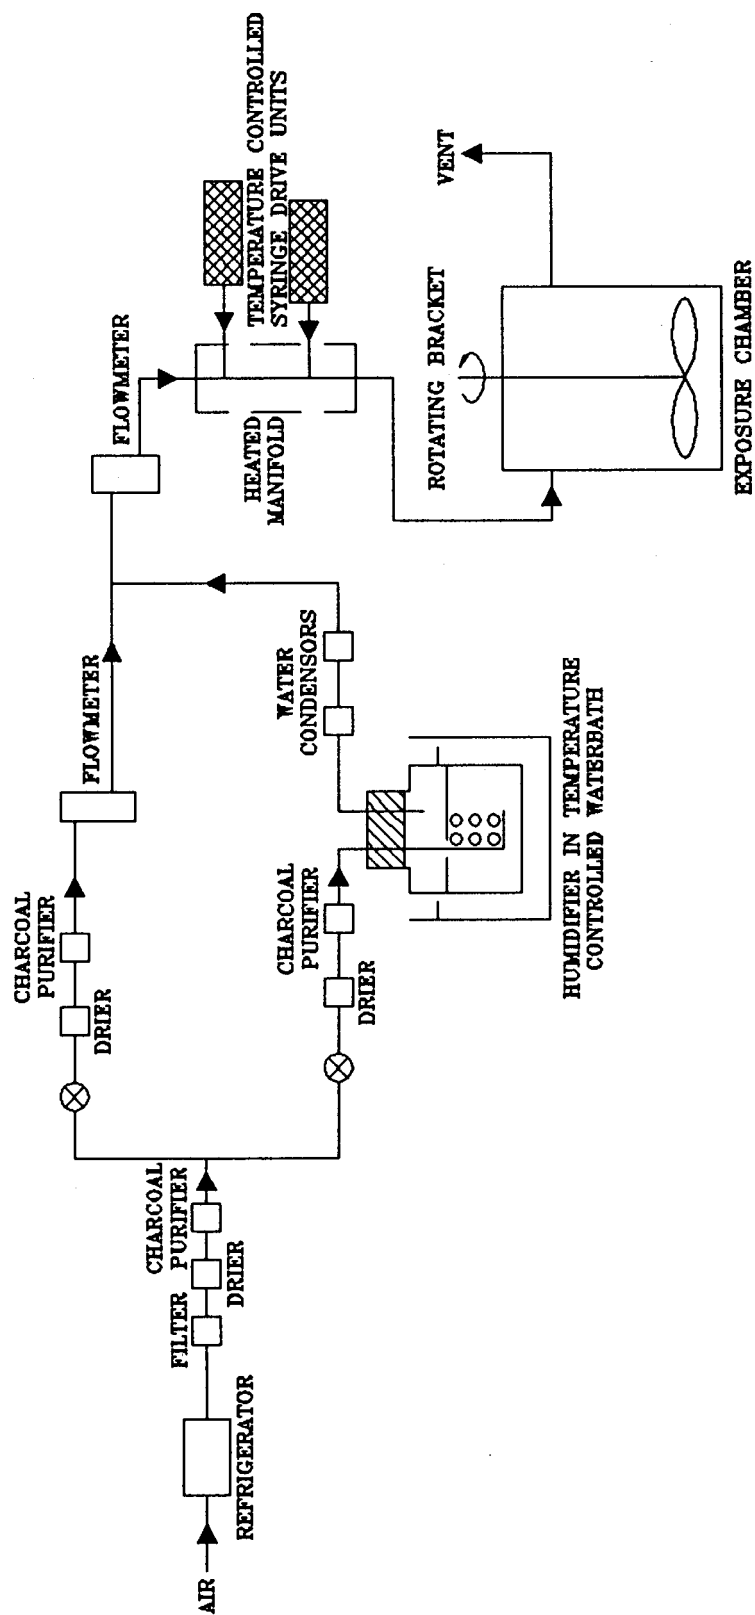 AIR
REFRIGERATOR
FILTER
DRIER
CHARCOAL
PURIFIER
DRIER
CHARCOAL
PURIFIER
FLOWMETER
DRIER
CHARCOAL
PURIFIER
HUMIDIFIER IN TEMPERATURE
CONTROLLED WATERBATH
WATER
CONDENSORS
FLOWMETER
HEATED
MANIFOLD
TEMPERATURE CONTROLLED
SYRINGE DRIVE UNITS
ROTATING BRACKET
VENT
EXPOSURE CHAMBER